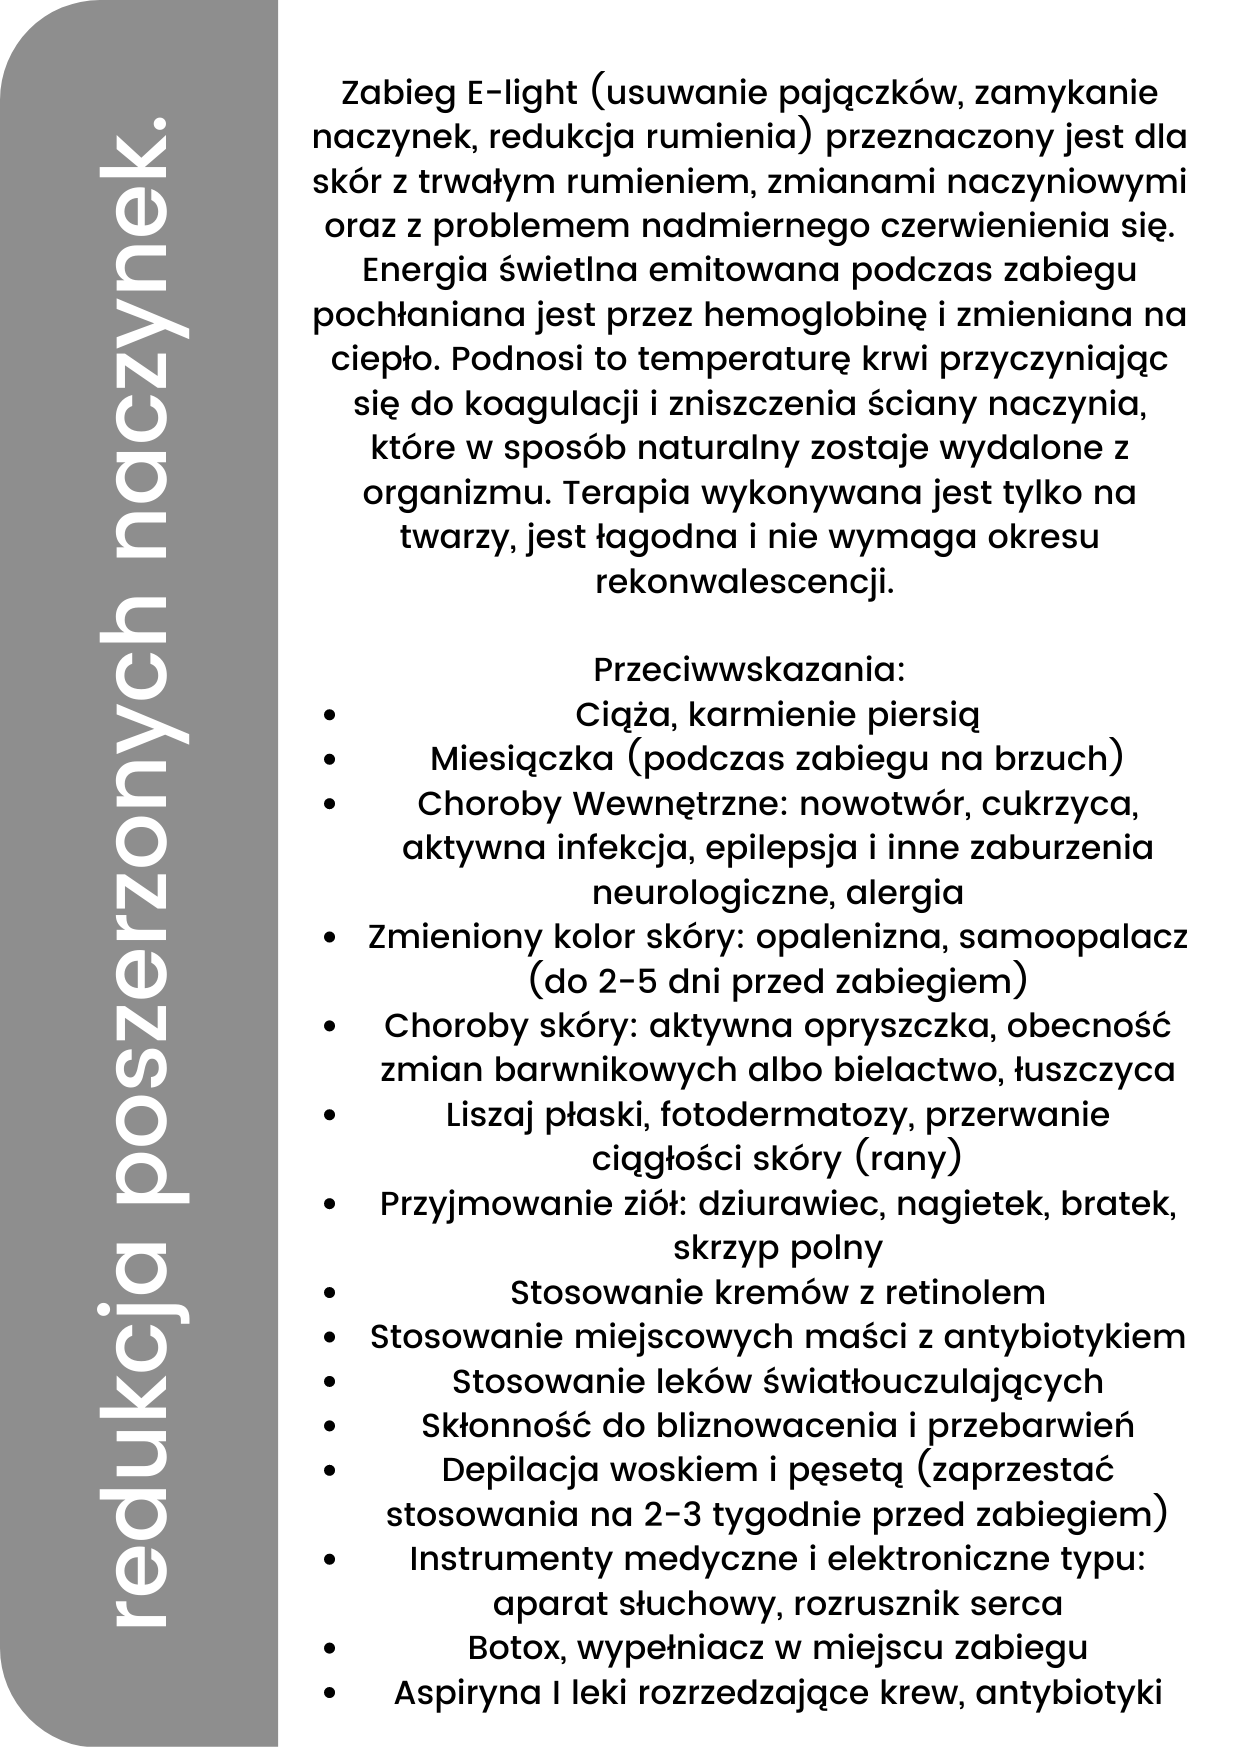 redukcja poszerzonych naczynek.
Zabieg E-light (usuwanie pajączków, zamykanie
naczynek, redukcja rumienia) przeznaczony jest dla
skór z trwałym rumieniem, zmianami naczyniowymi
oraz z problemem nadmiernego czerwienienia się.
Energia świetlna emitowana podczas zabiegu
pochłaniana jest przez hemoglobinę i zmieniana na
ciepło. Podnosi to temperaturę krwi przyczyniając
się do koagulacji i zniszczenia ściany naczynia,
które w sposób naturalny zostaje wydalone z
organizmu. Terapia wykonywana jest tylko na
twarzy, jest łagodna i nie wymaga okresu
rekonwalescencji.
Przeciwwskazania:
• Ciąża, karmienie piersią
• Miesiączka (podczas zabiegu na brzuch)
• Choroby Wewnętrzne: nowotwór, cukrzyca,
aktywna infekcja, epilepsja i inne zaburzenia
neurologiczne, alergia
• Zmieniony kolor skóry: opalenizna, samoopalacz
(do 2-5 dni przed zabiegiem)
• Choroby skóry: aktywna opryszczka, obecność
zmian barwnikowych albo bielactwo, łuszczyca
• Liszaj płaski, fotodermatozy, przerwanie
ciągłości skóry (rany)
• Przyjmowanie ziół: dziurawiec, nagietek, bratek,
skrzyp polny
• Stosowanie kremów z retinolem
• Stosowanie miejscowych maści z antybiotykiem
• Stosowanie leków światłouczulających
• Skłonność do bliznowacenia i przebarwień
• Depilacja woskiem i pęsetą (zaprzestać
stosowania na 2-3 tygodnie przed zabiegiem)
• Instrumenty medyczne i elektroniczne typu:
aparat słuchowy, rozrusznik serca
• Botox, wypełniacz w miejscu zabiegu
• Aspiryna I leki rozrzedzające krew, antybiotyki